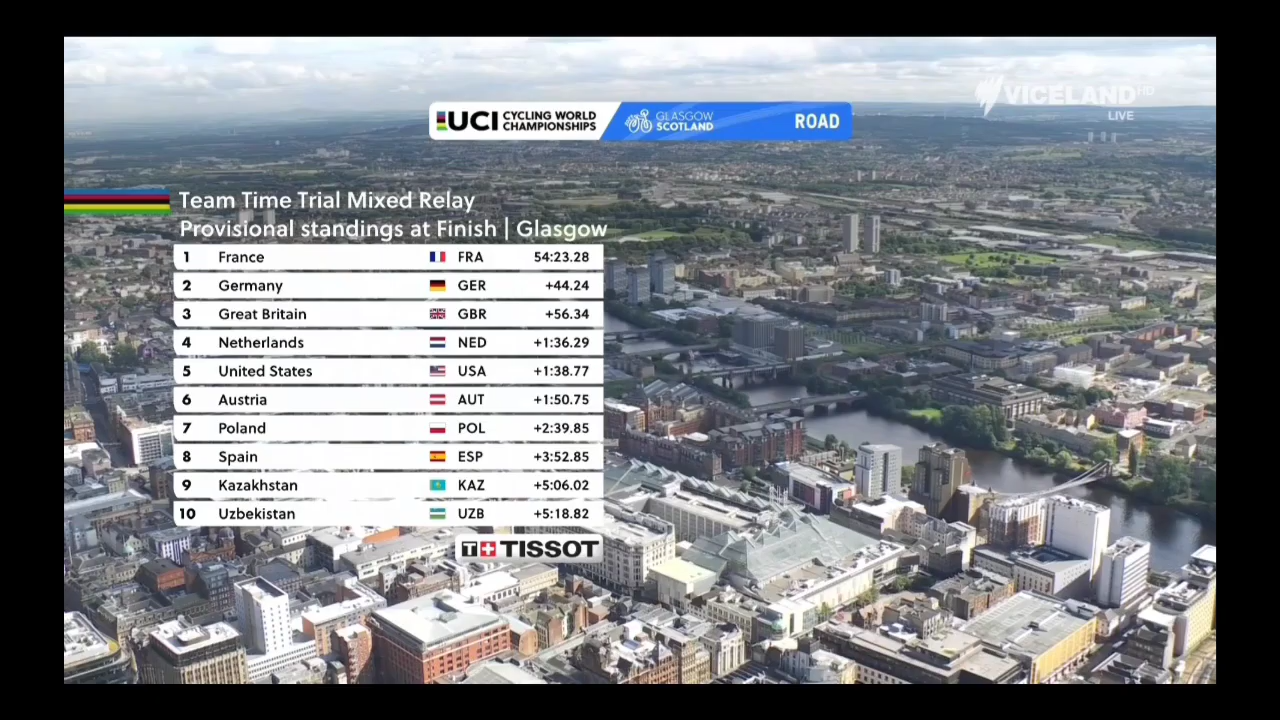 VICELAND HD
LIVE
UCI CYCLING WORLD CHAMPIONSHIPS GLASGOW SCOTLAND ROAD
Team Time Trial Mixed Relay
Provisional standings at Finish | Glasgow
1 France FRA 54:23.28
2 Germany GER +44.24
3 Great Britain GBR +56.34
4 Netherlands NED +1:36.29
5 United States USA +1:38.77
6 Austria AUT +1:50.75
7 Poland POL +2:39.85
8 Spain ESP +3:52.85
9 Kazakhstan KAZ +5:06.02
10 Uzbekistan UZB +5:18.82
T+ TISSOT